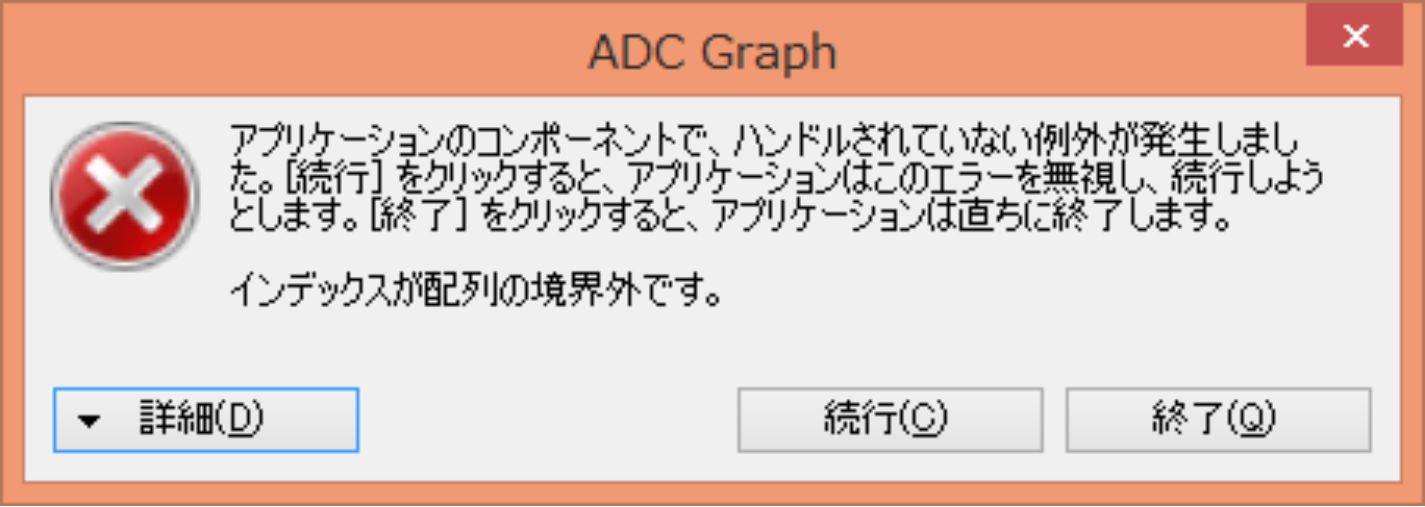 ADC Graph
アプリケーションのコンポーネントで、ハンドルされていない例外が発生しまし
た。[続行] をクリックすると、アプリケーションはこのエラーを無視し、続行しよう
とします。[終了] をクリックすると、アプリケーションは直ちに終了します。
インデックスが配列の境界外です。
詳細(D)
続行(C)
終了(Q)